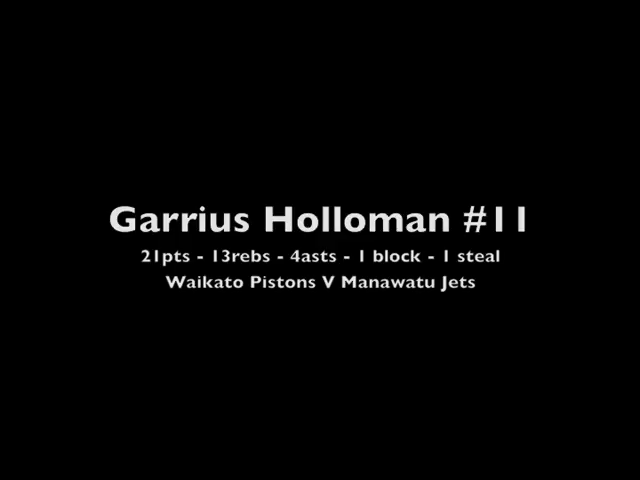 Garrius Holloman #11
21pts - 13rebs - 4asts - 1 block - 1 steal
Waikato Pistons V Manawatu Jets